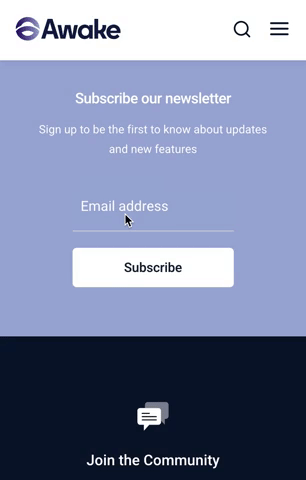 Awake
Subscribe our newsletter
Sign up to be the first to know about updates
and new features
Email address
Subscribe
Join the Community